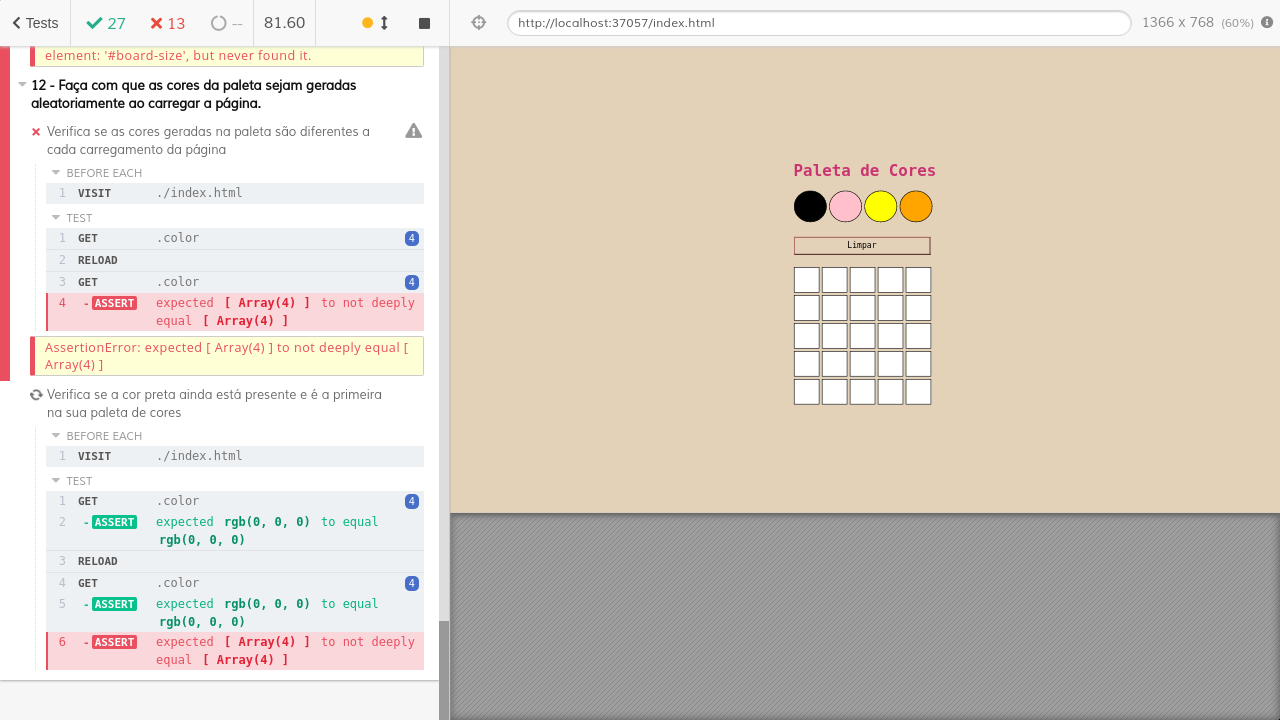 Tests
27
13
--
81.60
http://localhost:37057/index.html
1366 x 768 (60%)
element: '#board-size', but never found it.
12 - Faça com que as cores da paleta sejam geradas
aleatoriamente ao carregar a página.
Verifica se as cores geradas na paleta são diferentes a
cada carregamento da página
BEFORE EACH
1 VISIT ./index.html
TEST
1 GET .color 4
2 RELOAD
3 GET .color 4
4 -ASSERT expected [ Array(4) ] to not deeply
equal [ Array(4) ]
AssertionError: expected [ Array(4) ] to not deeply equal [
Array(4) ]
Verifica se a cor preta ainda está presente e é a primeira
na sua paleta de cores
BEFORE EACH
1 VISIT ./index.html
TEST
1 GET .color 4
2 -ASSERT expected rgb(0, 0, 0) to equal
rgb(0, 0, 0)
3 RELOAD
4 GET .color 4
5 -ASSERT expected rgb(0, 0, 0) to equal
rgb(0, 0, 0)
6 -ASSERT expected [ Array(4) ] to not deeply
equal [ Array(4) ]
Paleta de Cores
Limpar